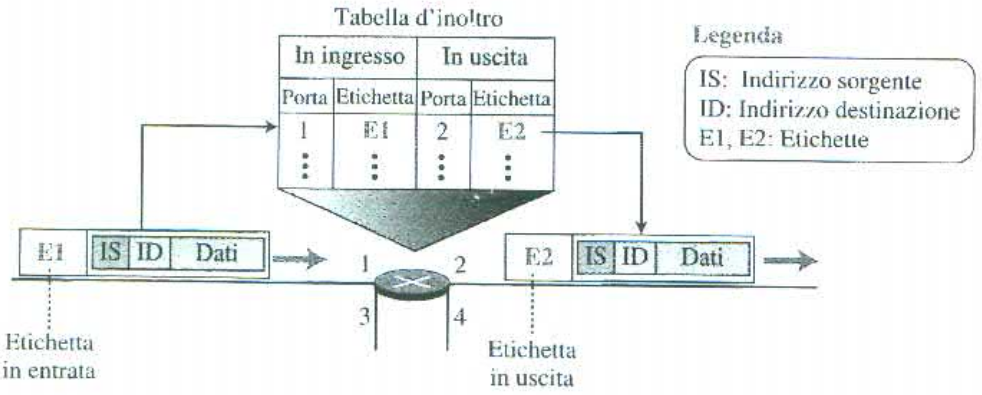 Tabella d'inoltro
In ingresso In uscita
Porta Etichetta Porta Etichetta
1 E1 2 E2
Legenda
IS: Indirizzo sorgente
ID: Indirizzo destinazione
E1, E2: Etichette
E1 IS ID Dati
1 2
E2 IS ID Dati
3 4
Etichetta
in entrata
Etichetta
in uscita